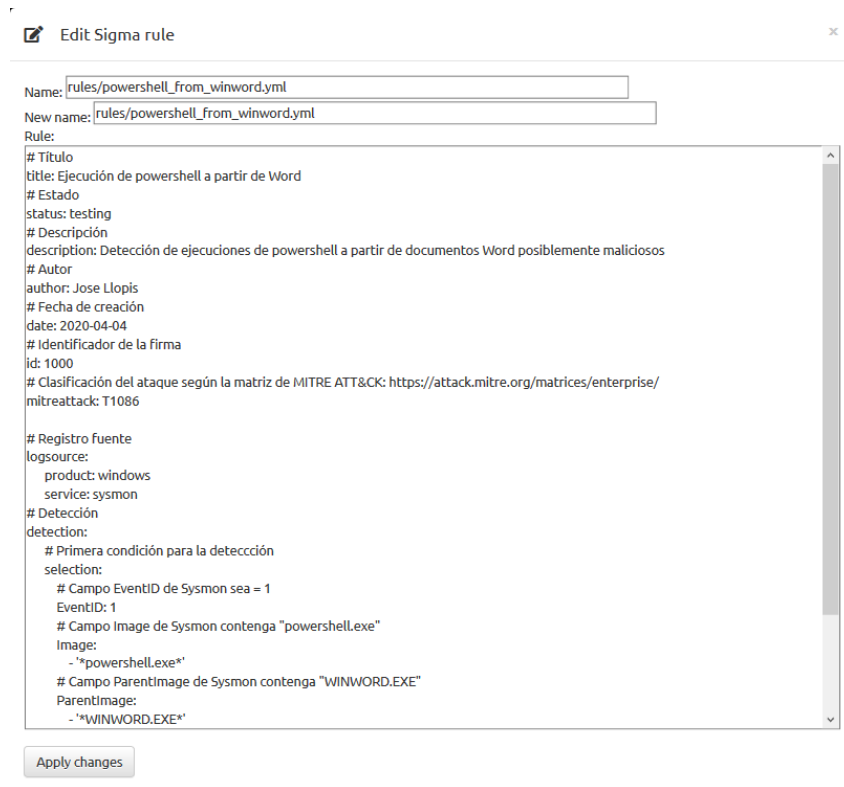 Edit Sigma rule
×
Name: rules/powershell_from_winword.yml
New name: rules/powershell_from_winword.yml
Rule:
# Título
title: Ejecución de powershell a partir de Word
# Estado
status: testing
# Descripción
description: Detección de ejecuciones de powershell a partir de documentos Word posiblemente maliciosos
# Autor
author: Jose Llopis
# Fecha de creación
date: 2020-04-04
# Identificador de la firma
id: 1000
# Clasificación del ataque según la matriz de MITRE ATT&CK: https://attack.mitre.org/matrices/enterprise/
mitreattack: T1086
# Registro fuente
logsource:
product: windows
service: sysmon
# Detección
detection:
# Primera condición para la deteccción
selection:
# Campo EventID de Sysmon sea = 1
EventID: 1
# Campo Image de Sysmon contenga "powershell.exe"
Image:
- '*powershell.exe*'
# Campo ParentImage de Sysmon contenga "WINWORD.EXE"
ParentImage:
- '*WINWORD.EXE*'
Apply changes